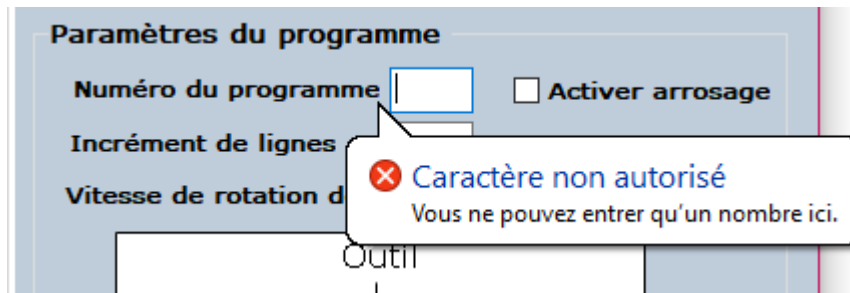 Paramètres du programme
Numéro du programme
Activer arrosage
Incrément de lignes
Vitesse de rotation d
Caractère non autorisé
Vous ne pouvez entrer qu'un nombre ici.
Outil